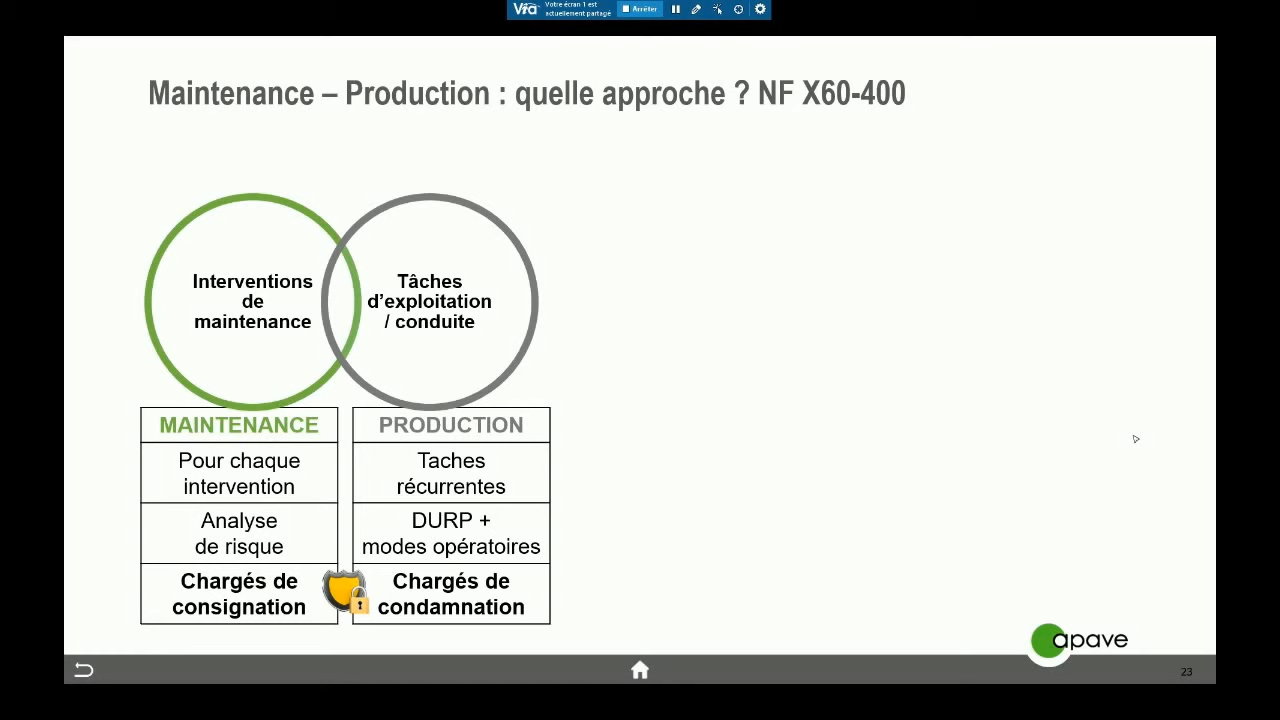 Vfa
Votre écran 1 est
actuellement partagé
Arrêter
Maintenance – Production : quelle approche ? NF X60-400
Interventions
de
maintenance
Tâches
d’exploitation
/ conduite
MAINTENANCE
Pour chaque
intervention
Analyse
de risque
Chargés de
consignation
PRODUCTION
Taches
récurrentes
DURP +
modes opératoires
Chargés de
condamnation
apave
23